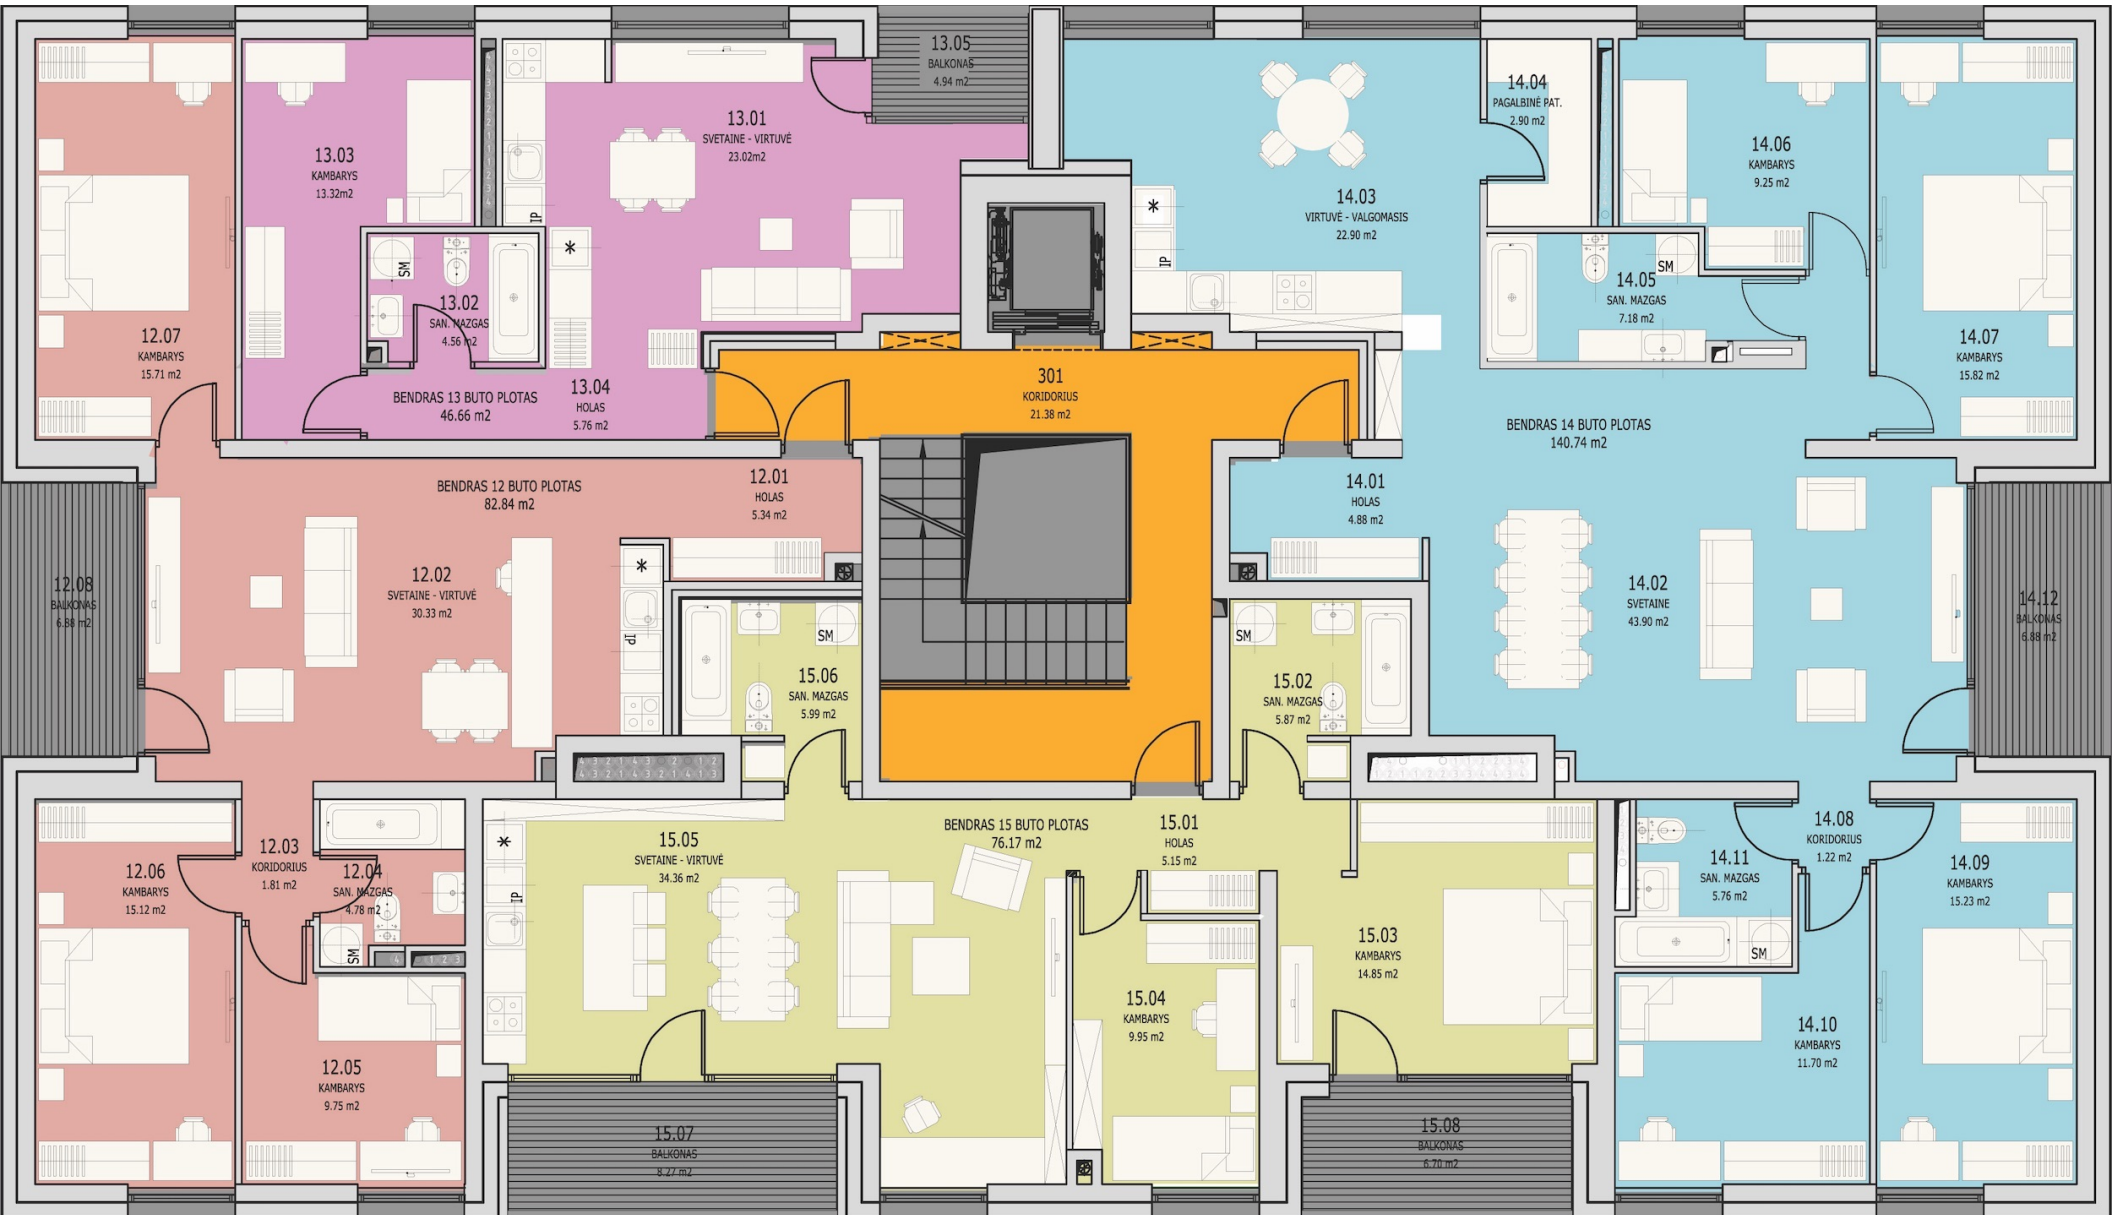 13.05
BALKONAS
4.94 m2
13.01
SVETAINE - VIRTUVĖ
23.02m2
13.03
KAMBARYS
13.32m2
IP
SM
13.02
SAN. MAZGAS
4.56 m2
13.04
HOLAS
5.76 m2
BENDRAS 13 BUTO PLOTAS
46.66 m2
12.07
KAMBARYS
15.71 m2
14.04
PAGALBINĖ PAT.
2.90 m2
14.03
VIRTUVĖ - VALGOMASIS
22.90 m2
IP
14.06
KAMBARYS
9.25 m2
SM
14.05
SAN. MAZGAS
7.18 m2
14.07
KAMBARYS
15.82 m2
301
KORIDORIUS
21.38 m2
BENDRAS 14 BUTO PLOTAS
140.74 m2
BENDRAS 12 BUTO PLOTAS
82.84 m2
12.01
HOLAS
5.34 m2
14.01
HOLAS
4.88 m2
12.08
BALKONAS
6.88 m2
12.02
SVETAINE - VIRTUVĖ
30.33 m2
IP
14.02
SVETAINE
43.90 m2
14.12
BALKONAS
6.88 m2
SM
15.06
SAN. MAZGAS
5.99 m2
SM
15.02
SAN. MAZGAS
5.87 m2
12.06
KAMBARYS
15.12 m2
12.03
KORIDORIUS
1.81 m2
12.04
SAN. MAZGAS
4.78 m2
SM
12.05
KAMBARYS
9.75 m2
15.05
SVETAINE - VIRTUVĖ
34.36 m2
IP
BENDRAS 15 BUTO PLOTAS
76.17 m2
15.01
HOLAS
5.15 m2
15.03
KAMBARYS
14.85 m2
15.04
KAMBARYS
9.95 m2
14.08
KORIDORIUS
1.22 m2
14.11
SAN. MAZGAS
5.76 m2
SM
14.09
KAMBARYS
15.23 m2
14.10
KAMBARYS
11.70 m2
15.07
BALKONAS
8.27 m2
15.08
BALKONAS
6.70 m2